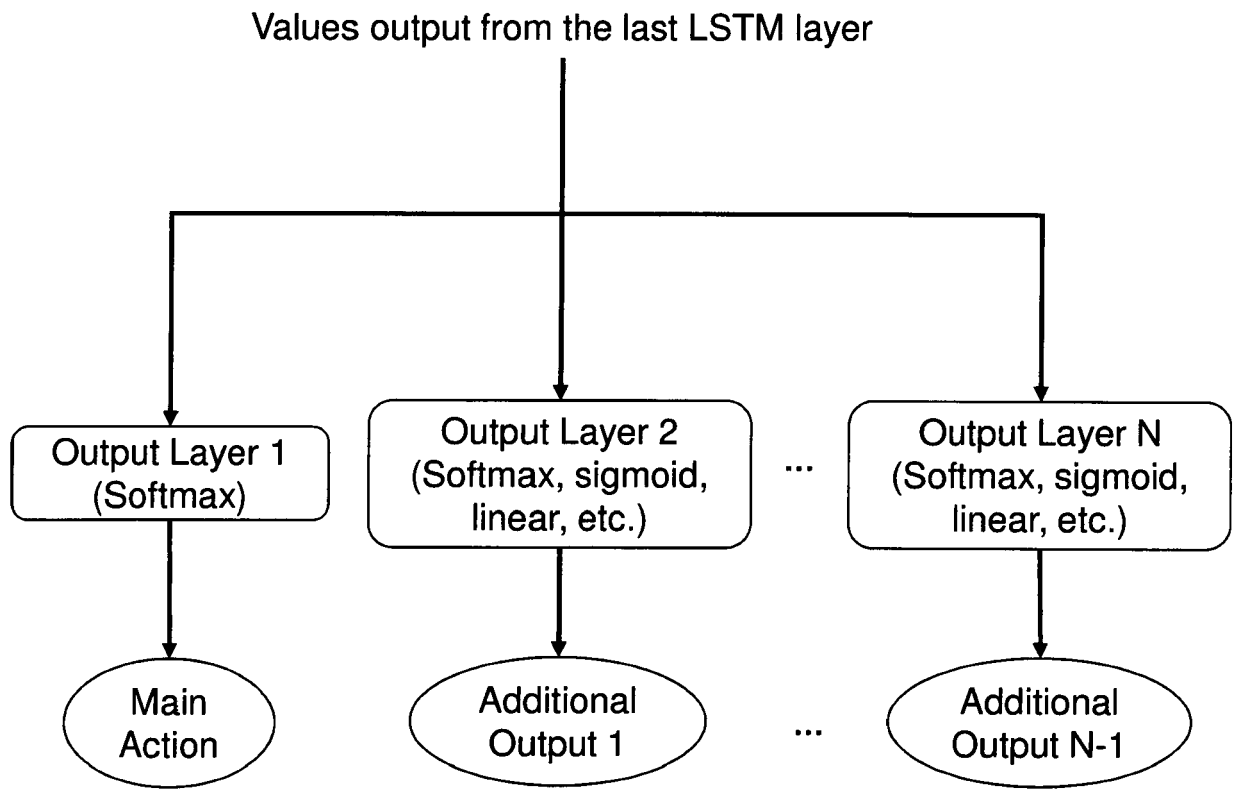 Values output from the last LSTM layer
Output Layer 1
(Softmax)
Output Layer 2
(Softmax, sigmoid,
linear, etc.)
...
Output Layer N
(Softmax, sigmoid,
linear, etc.)
Main
Action
Additional
Output 1
...
Additional
Output N-1